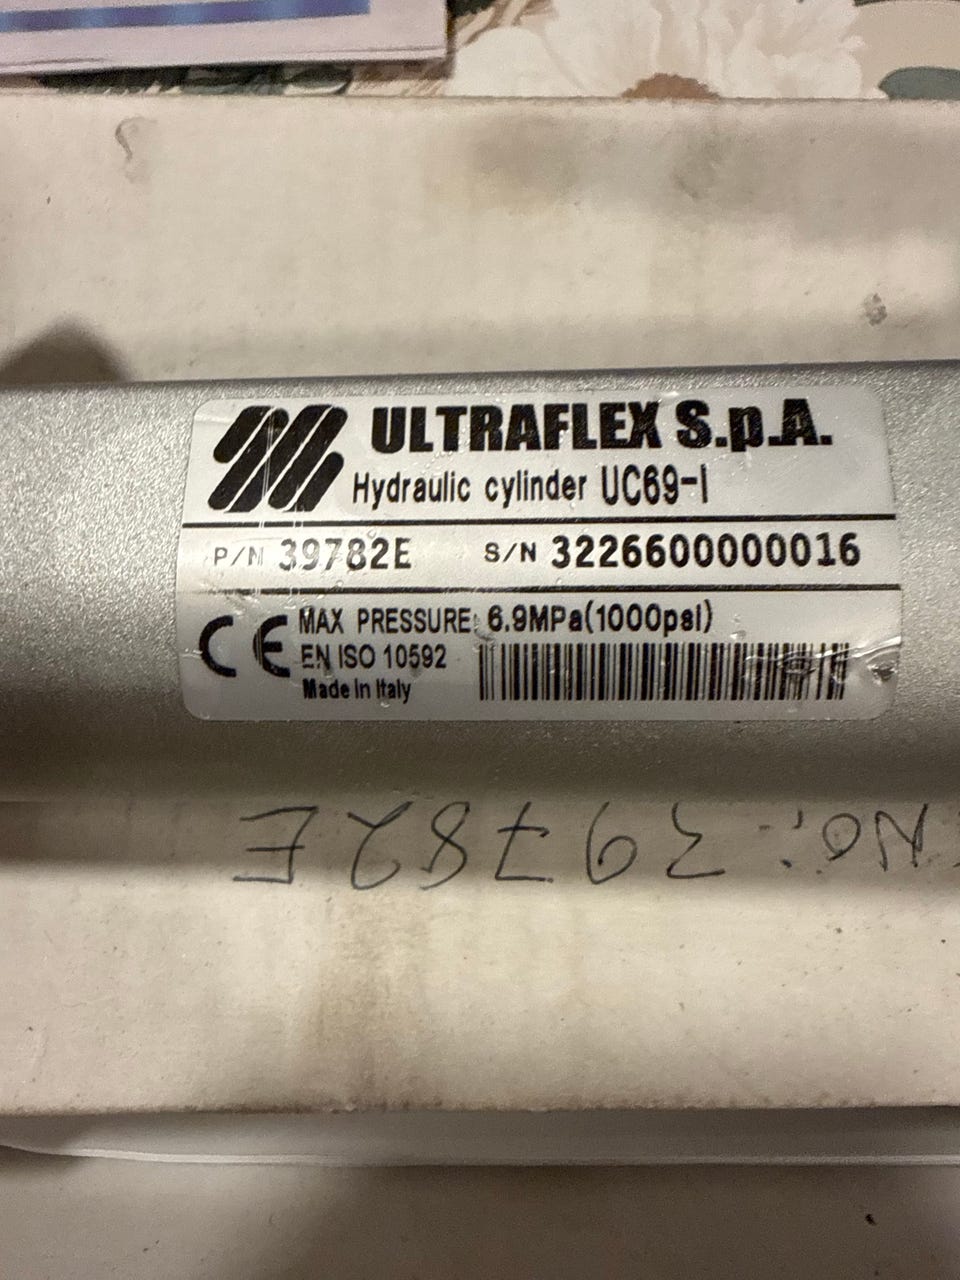 ULTRAFLEX S.p.A.
Hydraulic cylinder UC69-I
P/N 39782E S/N 3226600000016
CE MAX PRESSURE: 6.9MPa(1000psi)
EN ISO 10592
Made in Italy
No.: 39782E